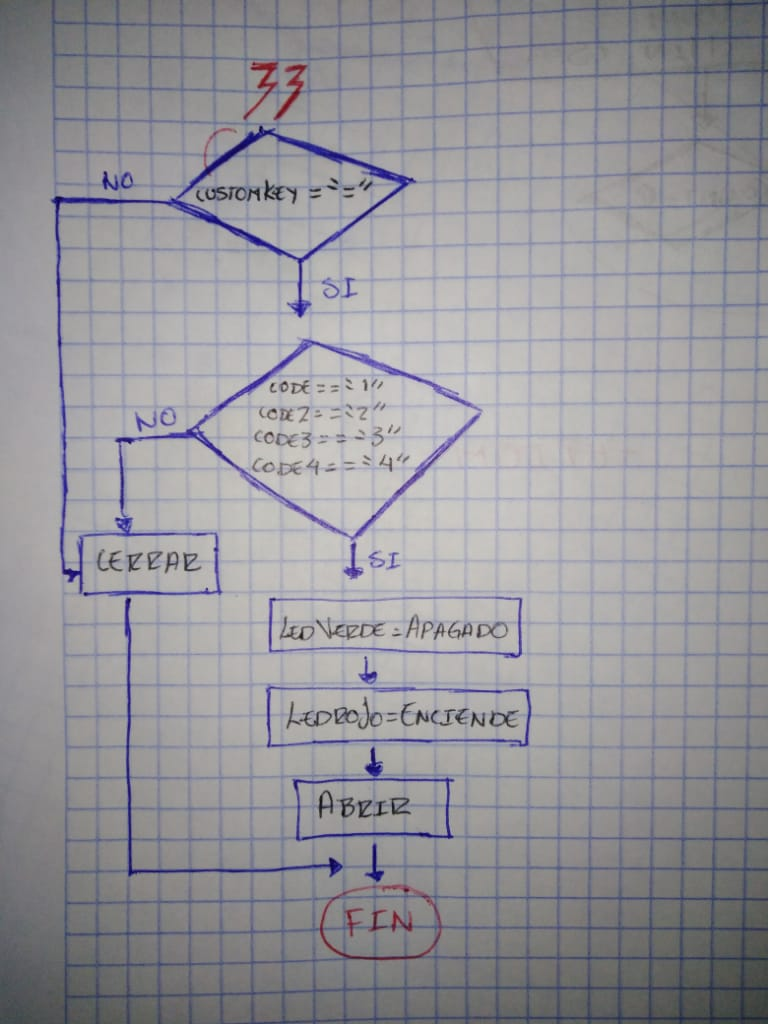 33
CUSTOMKEY = "="
NO
SI
CODE=="1"
CODE2=="2"
CODE3=="3"
CODE4=="4"
NO
CERRAR
SI
LED VERDE=APAGADO
LEDROJO=ENCIENDE
ABRIR
FIN